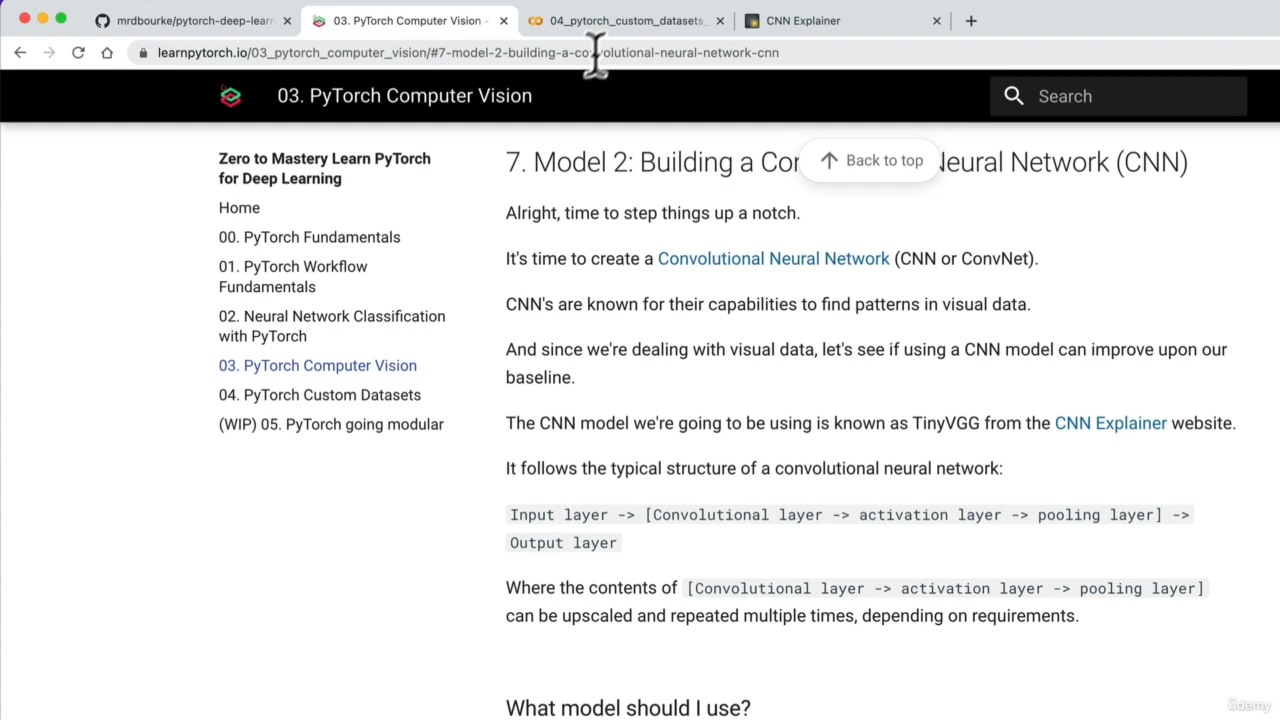 mrdbourke/pytorch-deep-learn
03. PyTorch Computer Vision -
04_pytorch_custom_datasets_
CNN Explainer
learnpytorch.io/03_pytorch_computer_vision/#7-model-2-building-a-convolutional-neural-network-cnn
03. PyTorch Computer Vision
Search
Zero to Mastery Learn PyTorch
for Deep Learning
Home
00. PyTorch Fundamentals
01. PyTorch Workflow
Fundamentals
02. Neural Network Classification
with PyTorch
03. PyTorch Computer Vision
04. PyTorch Custom Datasets
(WIP) 05. PyTorch going modular
7. Model 2: Building a Con Neural Network (CNN)
Back to top
Alright, time to step things up a notch.
It's time to create a Convolutional Neural Network (CNN or ConvNet).
CNN's are known for their capabilities to find patterns in visual data.
And since we're dealing with visual data, let's see if using a CNN model can improve upon our
baseline.
The CNN model we're going to be using is known as TinyVGG from the CNN Explainer website.
It follows the typical structure of a convolutional neural network:
Input layer -> [Convolutional layer -> activation layer -> pooling layer] ->
Output layer
Where the contents of [Convolutional layer -> activation layer -> pooling layer]
can be upscaled and repeated multiple times, depending on requirements.
What model should I use?
ûdemy